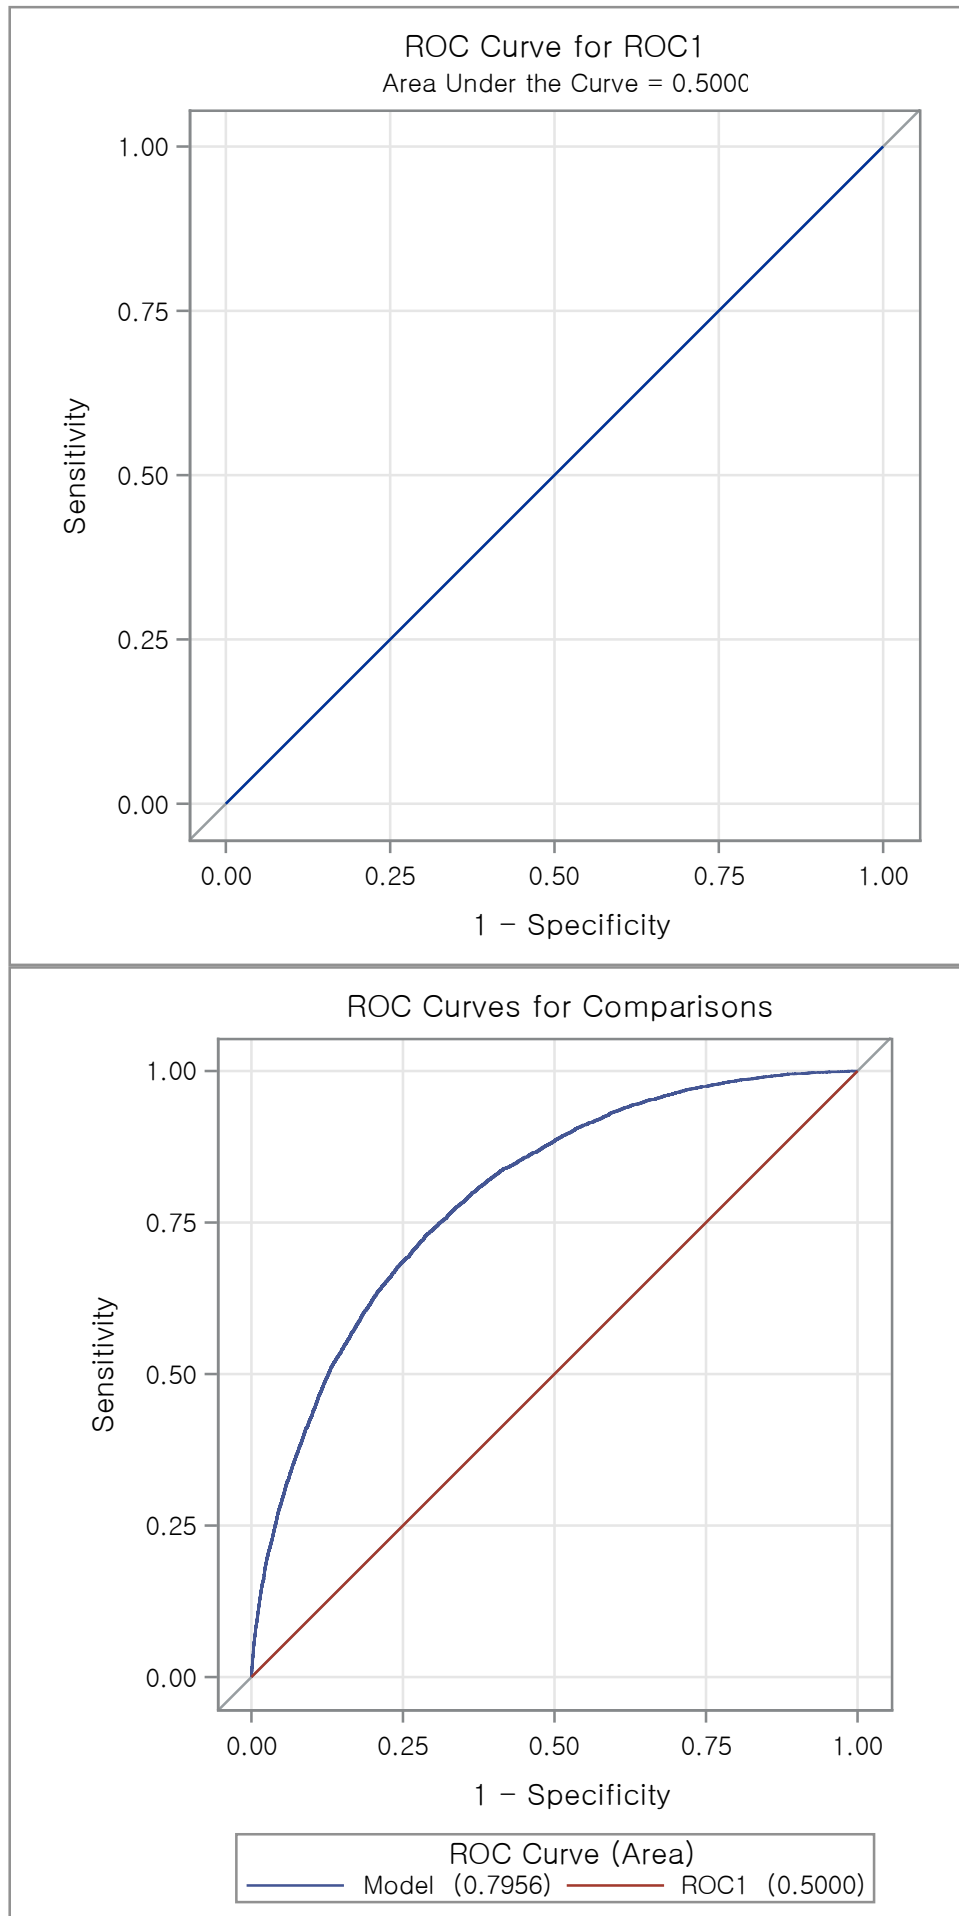 ROC Curve for ROC1
Area Under the Curve = 0.5000
1.00
0.75
0.50
0.25
0.00
Sensitivity
0.00 0.25 0.50 0.75 1.00
1 - Specificity
ROC Curves for Comparisons
1.00
0.75
0.50
0.25
0.00
Sensitivity
0.00 0.25 0.50 0.75 1.00
1 - Specificity
ROC Curve (Area)
Model (0.7956) ROC1 (0.5000)